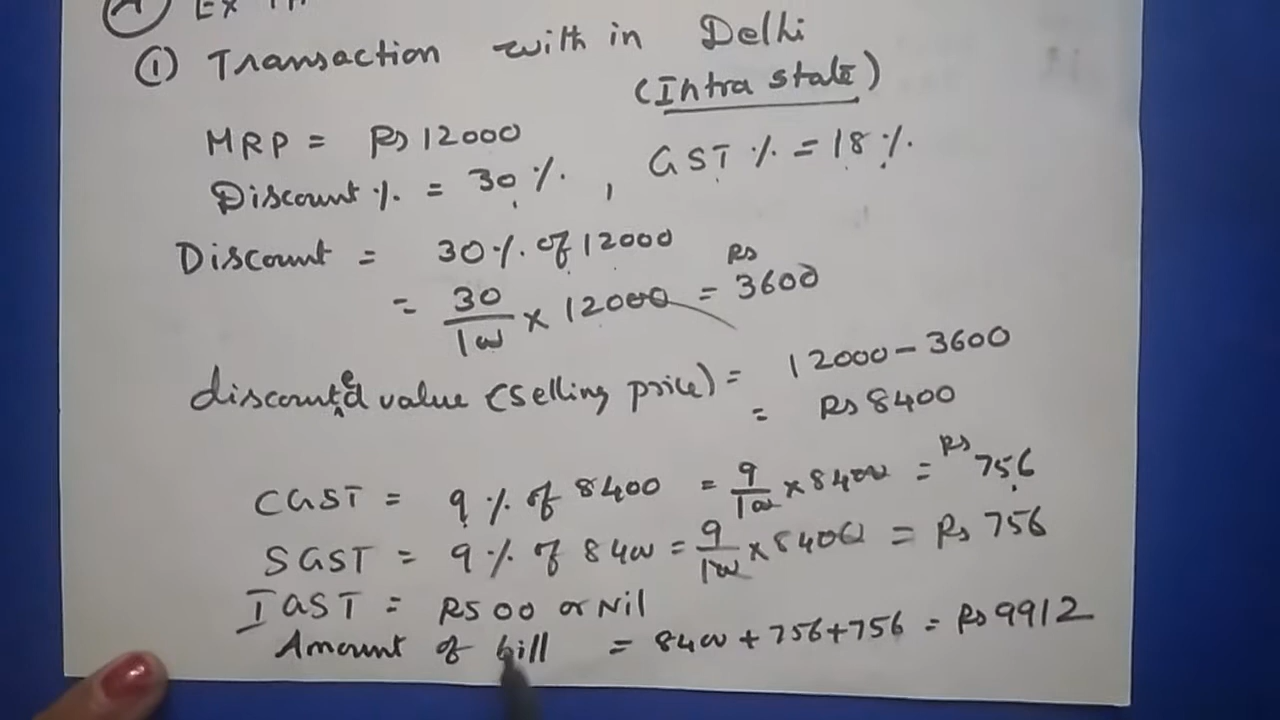 ① Transaction with in Delhi
(Intra state)
MRP = Rs 12000
Discount % = 30 %. , GST % = 18 %.
Discount = 30 % of 12000
= 30/100 × 12000 = Rs 3600
discounted value (selling price) = 12000 - 3600
= Rs 8400
CGST = 9 % of 8400 = 9/100 × 8400 = Rs 756
SGST = 9 % of 8400 = 9/100 × 8400 = Rs 756
IGST = Rs 00 or Nil
Amount of bill = 8400 + 756 + 756 = Rs 9912